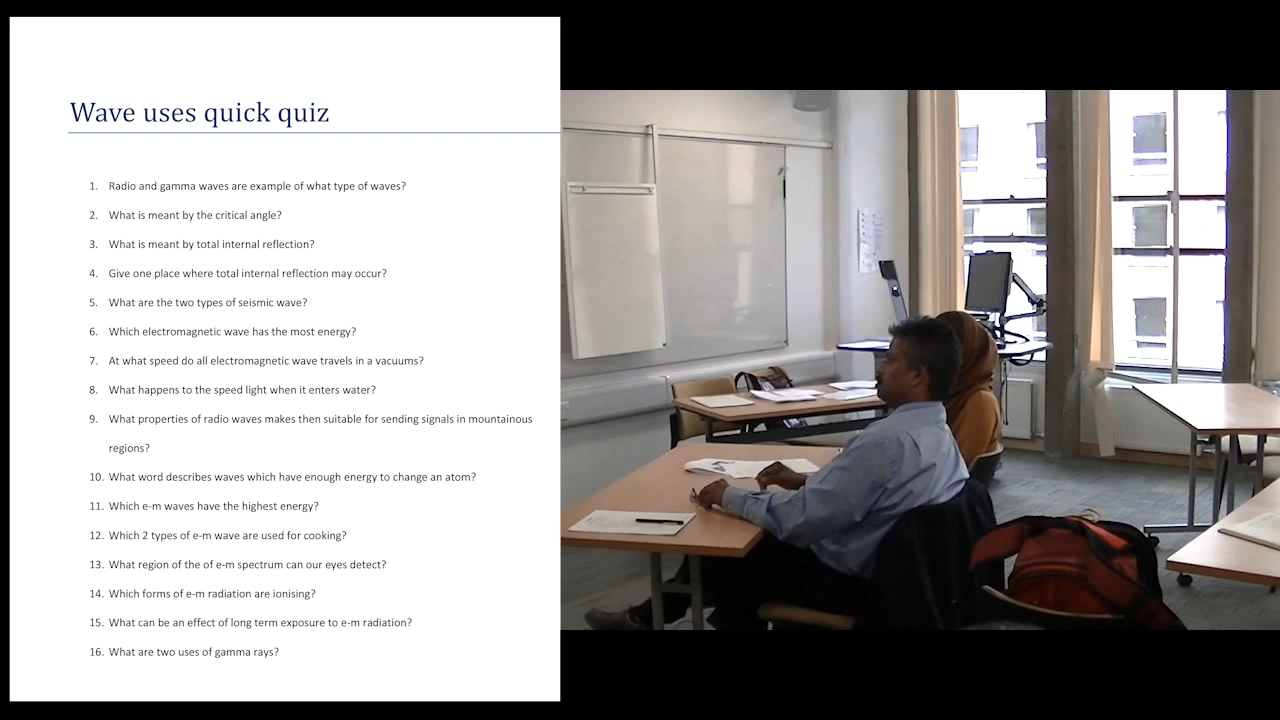 Wave uses quick quiz
1. Radio and gamma waves are example of what type of waves?
2. What is meant by the critical angle?
3. What is meant by total internal reflection?
4. Give one place where total internal reflection may occur?
5. What are the two types of seismic wave?
6. Which electromagnetic wave has the most energy?
7. At what speed do all electromagnetic wave travels in a vacuums?
8. What happens to the speed light when it enters water?
9. What properties of radio waves makes then suitable for sending signals in mountainous
regions?
10. What word describes waves which have enough energy to change an atom?
11. Which e-m waves have the highest energy?
12. Which 2 types of e-m wave are used for cooking?
13. What region of the of e-m spectrum can our eyes detect?
14. Which forms of e-m radiation are ionising?
15. What can be an effect of long term exposure to e-m radiation?
16. What are two uses of gamma rays?